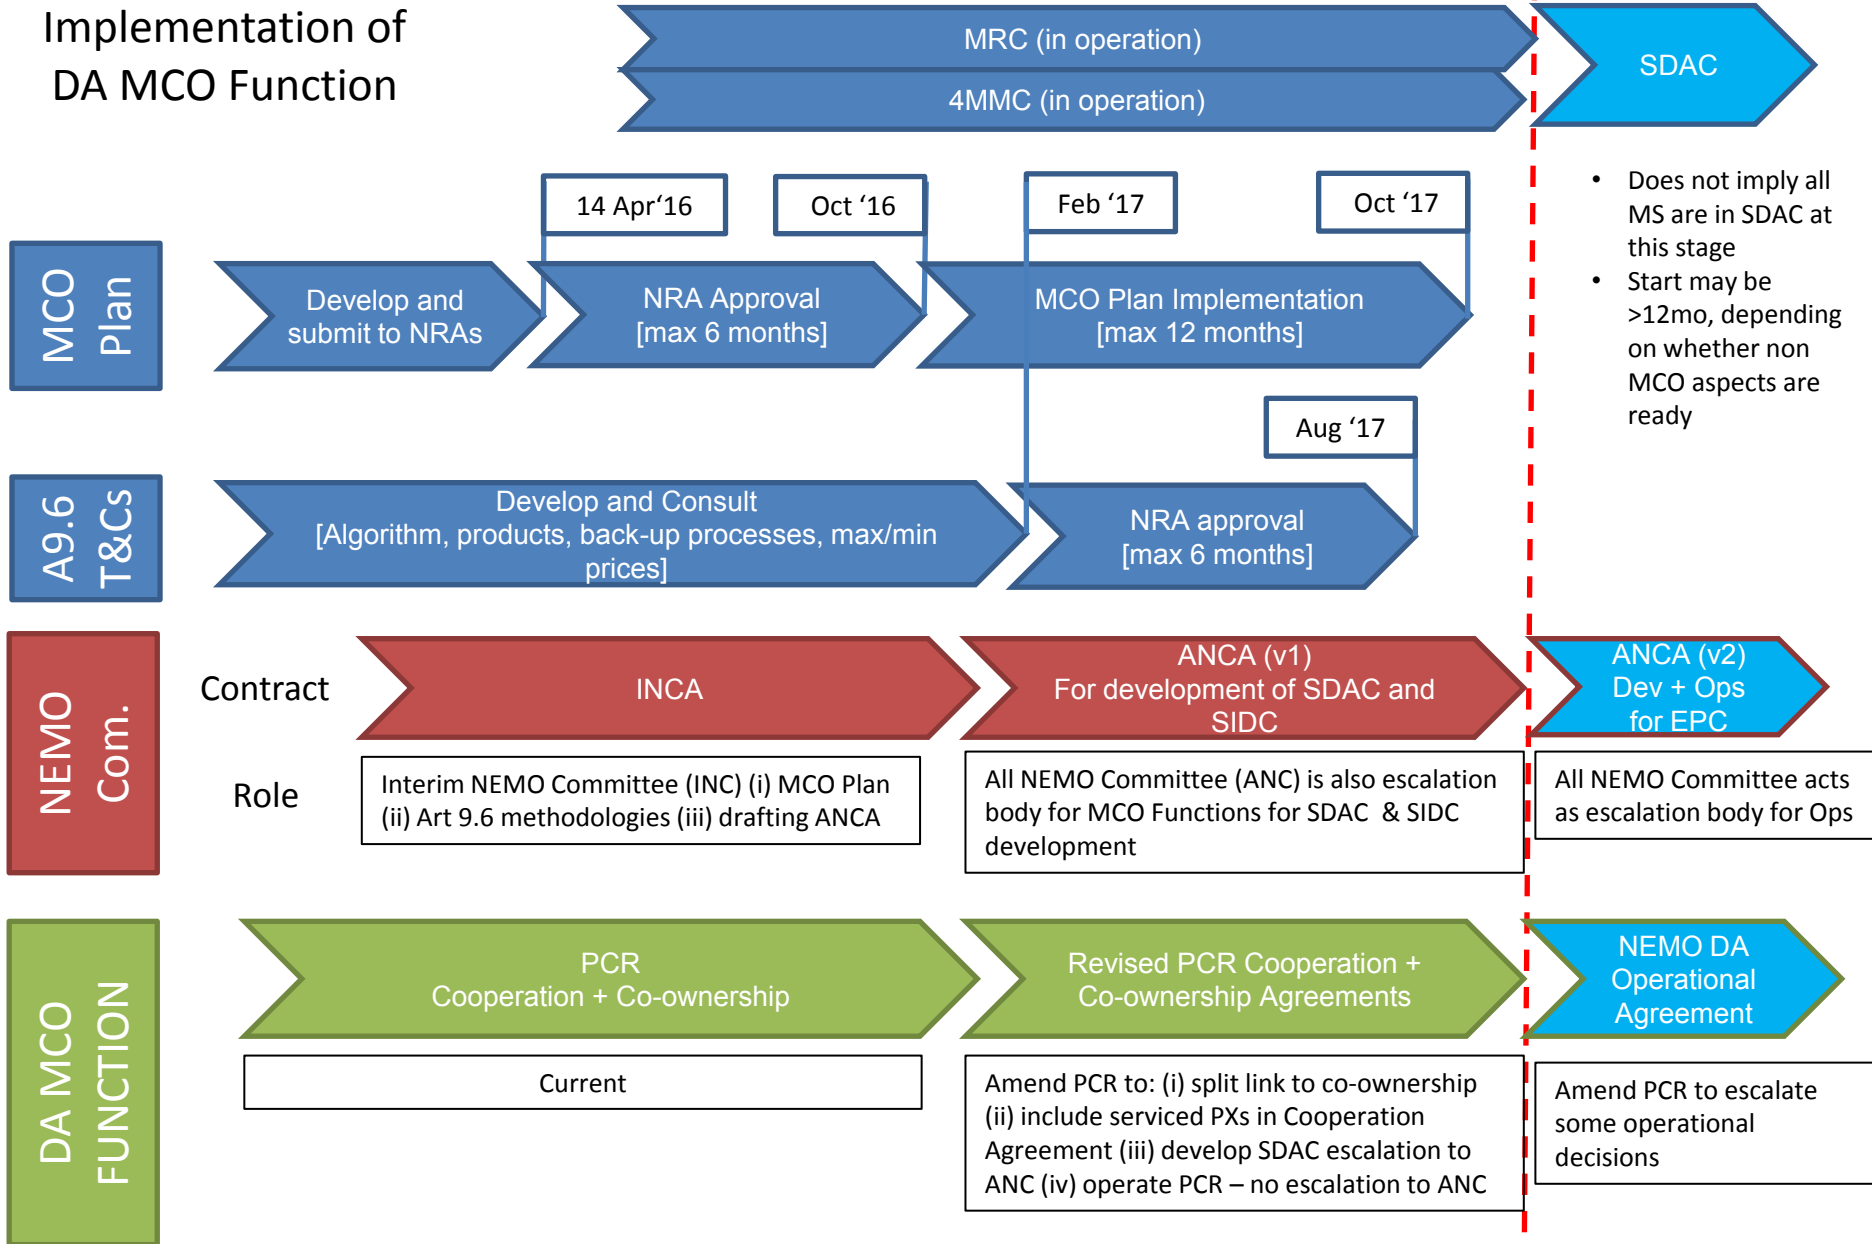 Implementation of
DA MCO Function
MRC (in operation)
4MMC (in operation)
SDAC
• Does not imply all
MS are in SDAC at
this stage
• Start may be
>12mo, depending
on whether non
MCO aspects are
ready
14 Apr‘16
Oct ‘16
Feb ‘17
Oct ‘17
MCO
Plan
Develop and
submit to NRAs
NRA Approval
[max 6 months]
MCO Plan Implementation
[max 12 months]
Aug ‘17
A9.6
T&Cs
Develop and Consult
[Algorithm, products, back-up processes, max/min
prices]
NRA approval
[max 6 months]
NEMO
Com.
Contract
INCA
ANCA (v1)
For development of SDAC and
SIDC
ANCA (v2)
Dev + Ops
for EPC
Role
Interim NEMO Committee (INC) (i) MCO Plan
(ii) Art 9.6 methodologies (iii) drafting ANCA
All NEMO Committee (ANC) is also escalation
body for MCO Functions for SDAC & SIDC
development
All NEMO Committee acts
as escalation body for Ops
DA MCO
FUNCTION
PCR
Cooperation + Co-ownership
Revised PCR Cooperation +
Co-ownership Agreements
NEMO DA
Operational
Agreement
Current
Amend PCR to: (i) split link to co-ownership
(ii) include serviced PXs in Cooperation
Agreement (iii) develop SDAC escalation to
ANC (iv) operate PCR – no escalation to ANC
Amend PCR to escalate
some operational
decisions